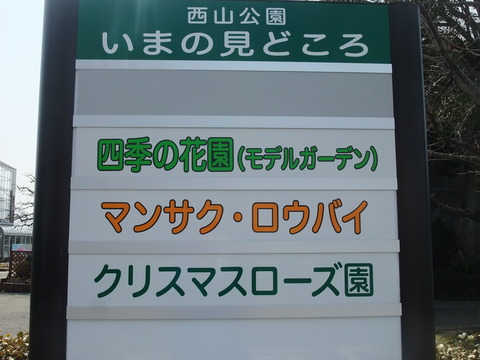 西山公園
いまの見どころ
四季の花園(モデルガーデン)
マンサク・ロウバイ
クリスマスローズ園